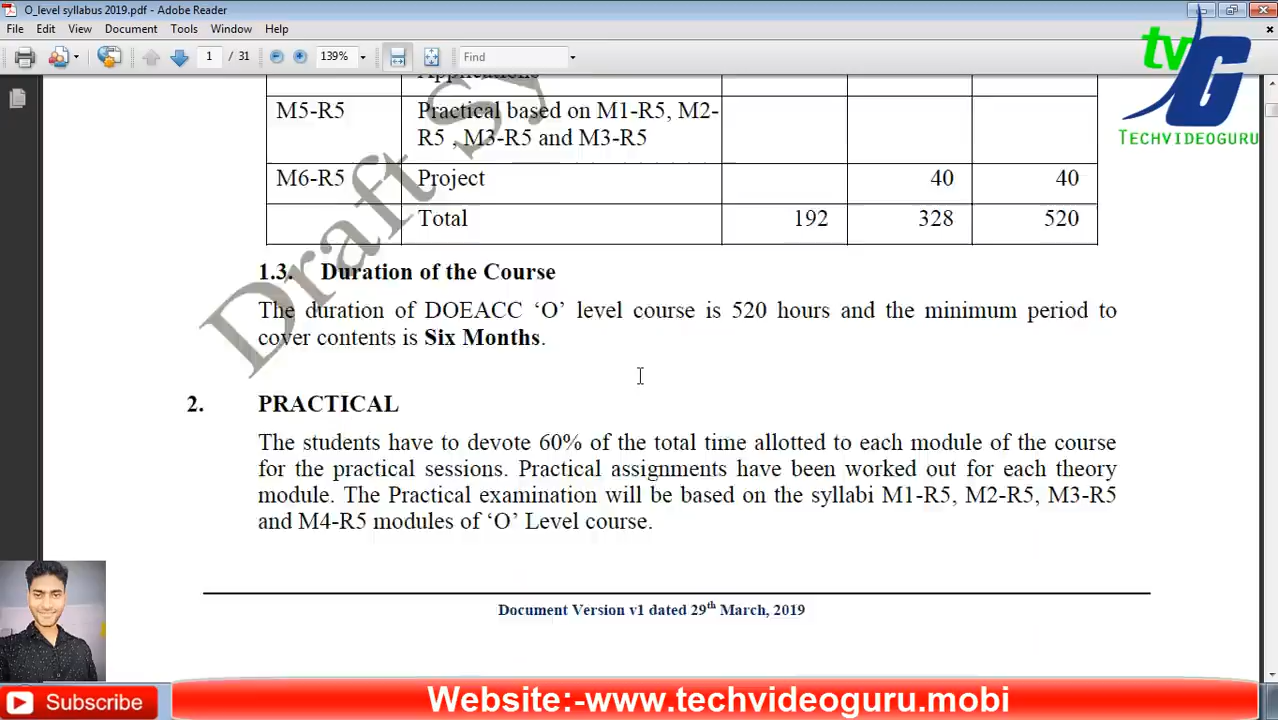 O_level syllabus 2019.pdf - Adobe Reader
File Edit View Document Tools Window Help
1 / 31 139% Find
tv G
TECHVIDEOGURU
Applications
M5-R5 Practical based on M1-R5, M2-
R5 , M3-R5 and M3-R5
M6-R5 Project 40 40
Total 192 328 520
Draft Sy
1.3. Duration of the Course
The duration of DOEACC ‘O’ level course is 520 hours and the minimum period to
cover contents is Six Months.
2. PRACTICAL
The students have to devote 60% of the total time allotted to each module of the course
for the practical sessions. Practical assignments have been worked out for each theory
module. The Practical examination will be based on the syllabi M1-R5, M2-R5, M3-R5
and M4-R5 modules of ‘O’ Level course.
Document Version v1 dated 29th March, 2019
Subscribe
Website:-www.techvideoguru.mobi